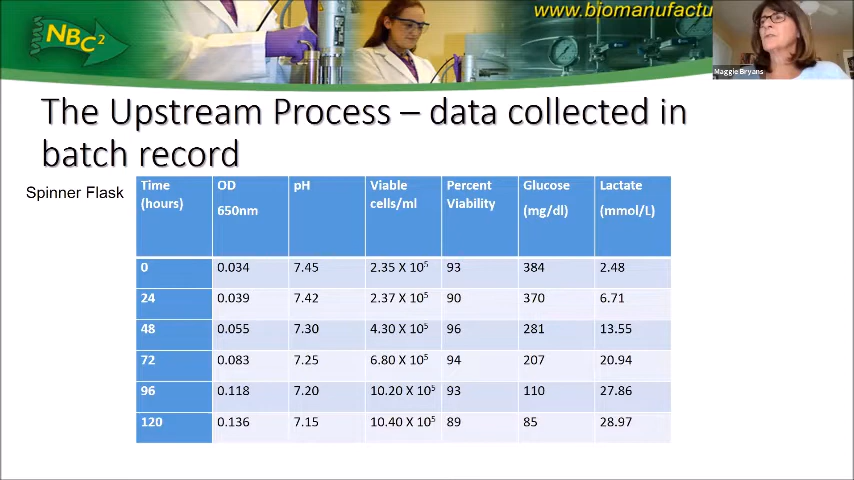 www.biomanufactu
NBC²
Maggie Bryans
The Upstream Process – data collected in
batch record
Spinner Flask
Time (hours) OD 650nm pH Viable cells/ml Percent Viability Glucose (mg/dl) Lactate (mmol/L)
0 0.034 7.45 2.35 X 10⁵ 93 384 2.48
24 0.039 7.42 2.37 X 10⁵ 90 370 6.71
48 0.055 7.30 4.30 X 10⁵ 96 281 13.55
72 0.083 7.25 6.80 X 10⁵ 94 207 20.94
96 0.118 7.20 10.20 X 10⁵ 93 110 27.86
120 0.136 7.15 10.40 X 10⁵ 89 85 28.97